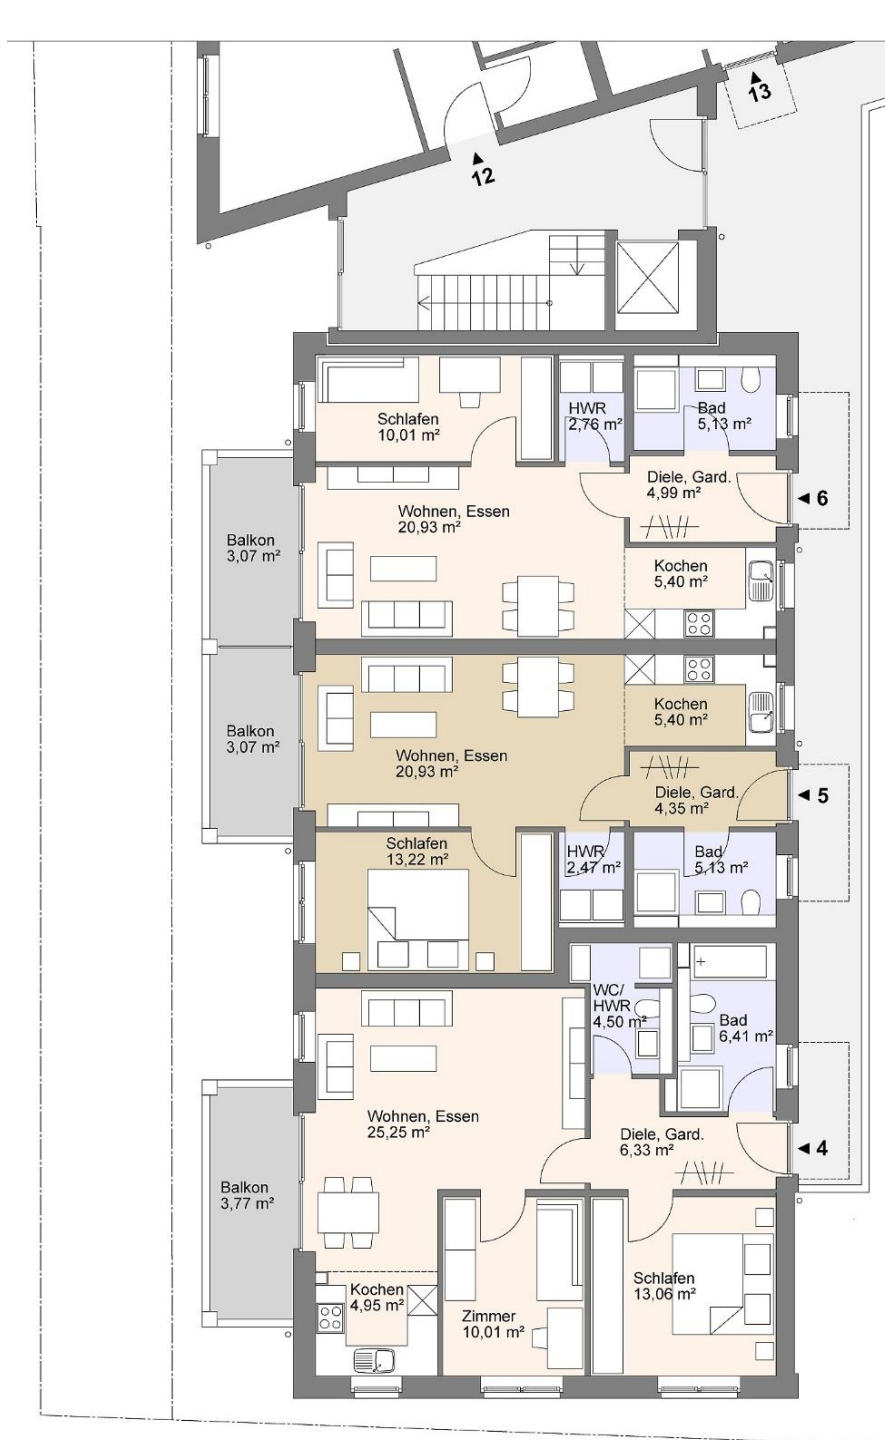 13
12
Schlafen
10,01 m²
HWR
2,76 m²
Bad
5,13 m²
Diele, Gard.
4,99 m²
6
Wohnen, Essen
20,93 m²
Balkon
3,07 m²
Kochen
5,40 m²
Kochen
5,40 m²
Balkon
3,07 m²
Wohnen, Essen
20,93 m²
Diele, Gard.
4,35 m²
5
Schlafen
13,22 m²
HWR
2,47 m²
Bad
5,13 m²
WC/
HWR
4,50 m²
Bad
6,41 m²
Wohnen, Essen
25,25 m²
Diele, Gard.
6,33 m²
4
Balkon
3,77 m²
Kochen
4,95 m²
Zimmer
10,01 m²
Schlafen
13,06 m²